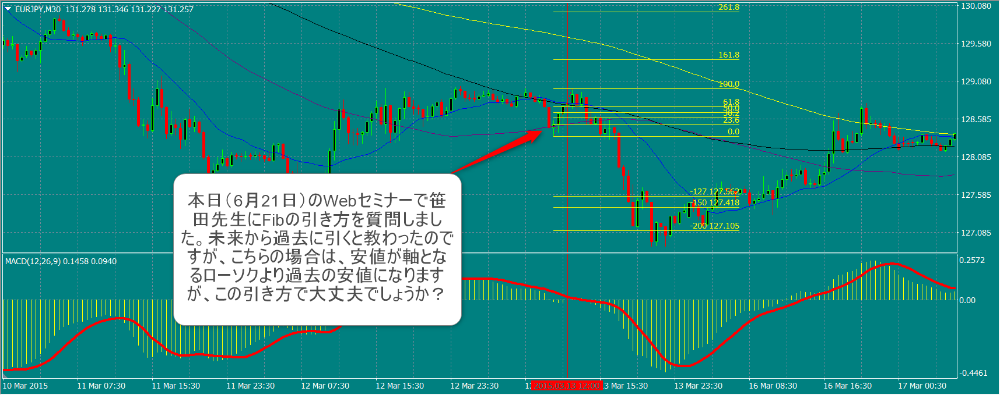 EURJPY,M30 131.278 131.346 131.227 131.257
261.8
161.8
100.0
61.8
50.0
38.2
23.6
0.0
-127 127.562
-150 127.418
-200 127.105
130.080
129.580
129.080
128.585
128.085
127.585
127.085
本日（6月21日）のWebセミナーで笹
田先生にFibの引き方を質問しまし
た。未来から過去に引くと教わったので
すが、こちらの場合は、安値が軸とな
るローソクより過去の安値になります
が、この引き方で大丈夫でしょうか？
MACD(12,26,9) 0.1458 0.0940
0.2572
0.00
-0.4461
10 Mar 2015
11 Mar 07:30
11 Mar 15:30
11 Mar 23:30
12 Mar 07:30
12 Mar 15:30
12 Mar 23:30
2015.03.13 12:00
13 Mar 15:30
13 Mar 23:30
16 Mar 08:30
16 Mar 16:30
17 Mar 00:30